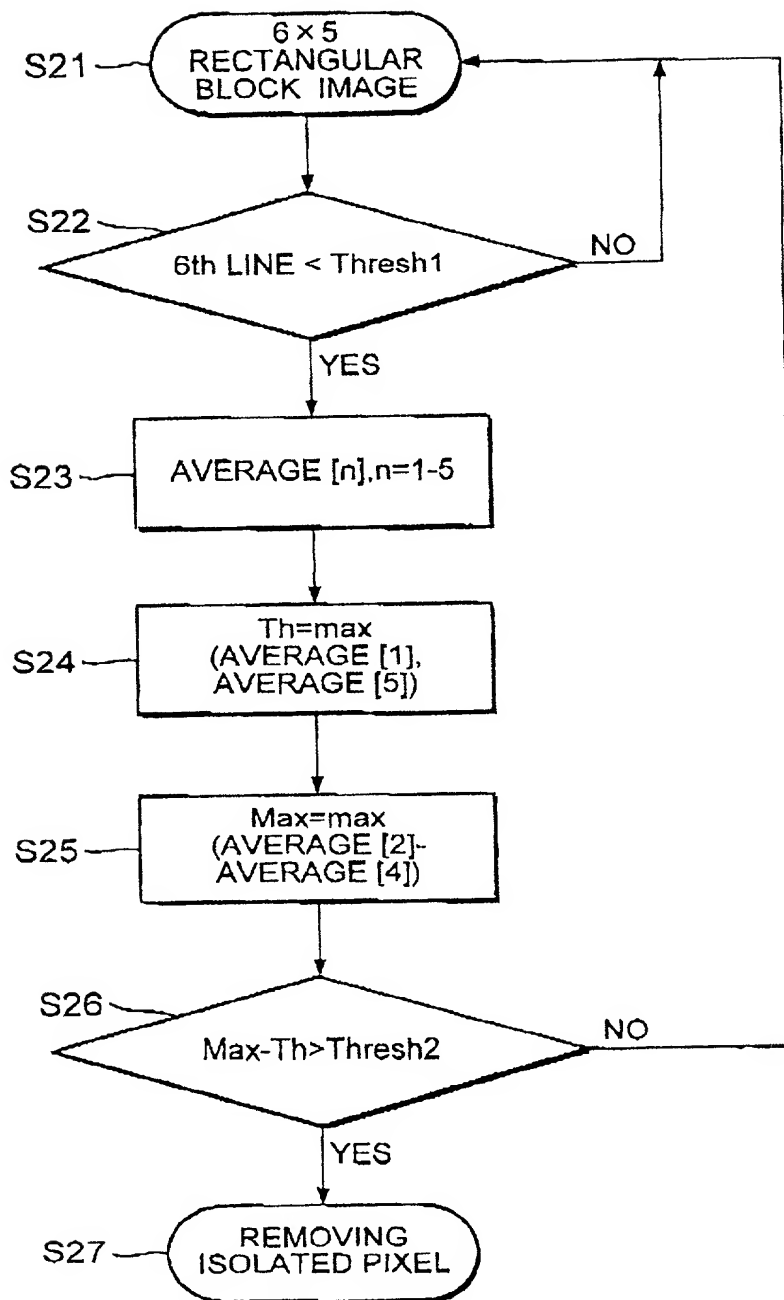 6×5
RECTANGULAR
BLOCK IMAGE
S21
S22
6th LINE < Thresh1
NO
YES
S23
AVERAGE [n],n=1-5
S24
Th=max
(AVERAGE [1],
AVERAGE [5])
S25
Max=max
(AVERAGE [2]-
AVERAGE [4])
S26
Max-Th>Thresh2
NO
YES
S27
REMOVING
ISOLATED PIXEL